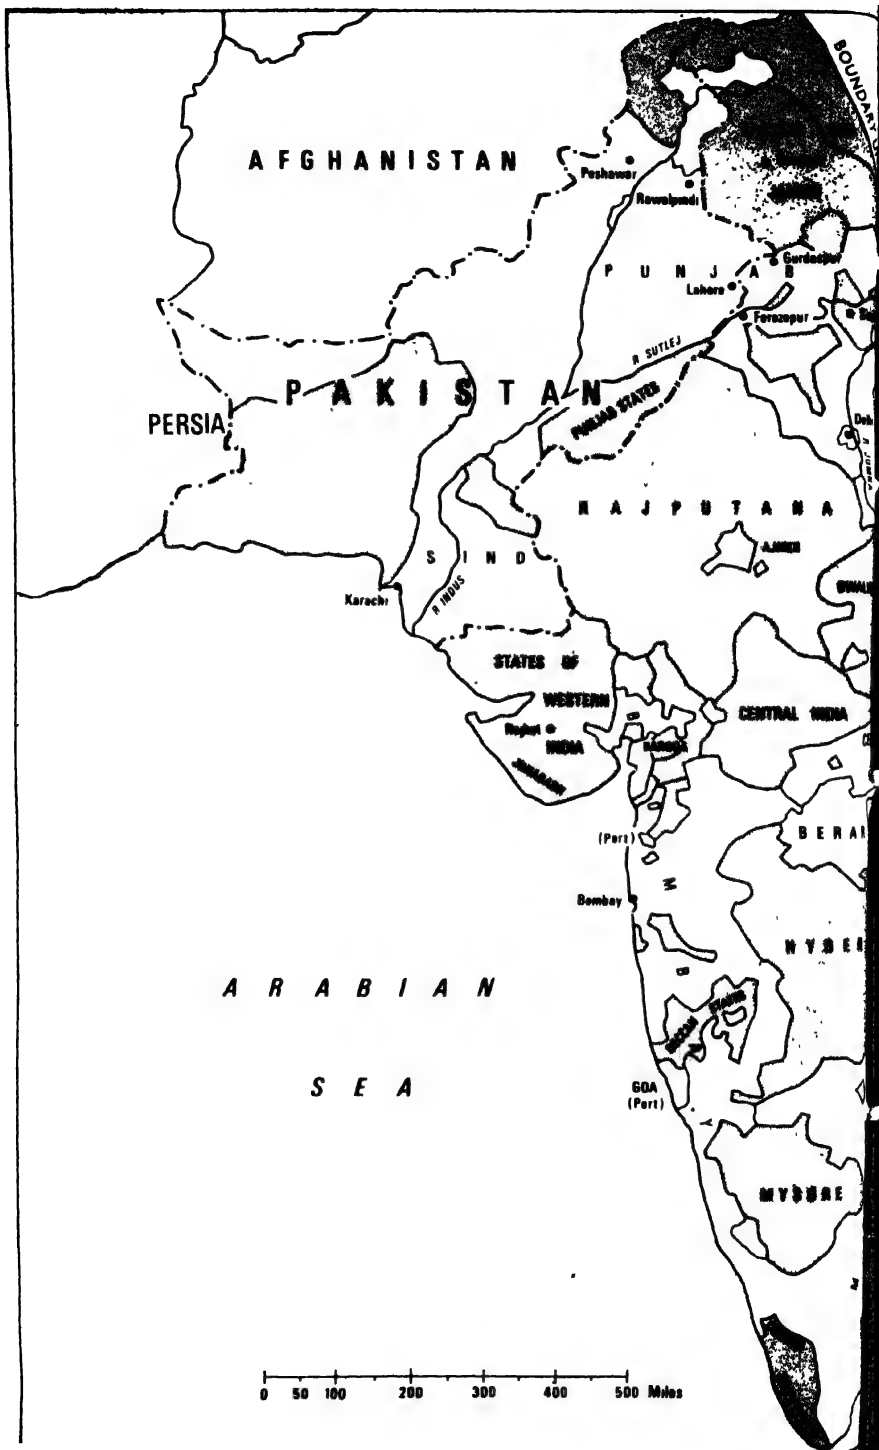 BOUNDARY
AFGHANISTAN
Peshawar
Rawalpindi
PUNJAB
Gurdaspur
Lahore
Ferozepur
R SUTLEJ
PAKISTAN
PUNJAB STATES
PERSIA
RAJPUTANA
SIND
R INDUS
Karachi
STATES OF
WESTERN
INDIA
Rajkot
JUNAGADH
CENTRAL INDIA
BARODA
(Port)
Bombay
BOMBAY
DECCAN STATES
ARABIAN
SEA
GOA
(Port)
MYSORE
0 50 100 200 300 400 500 Miles